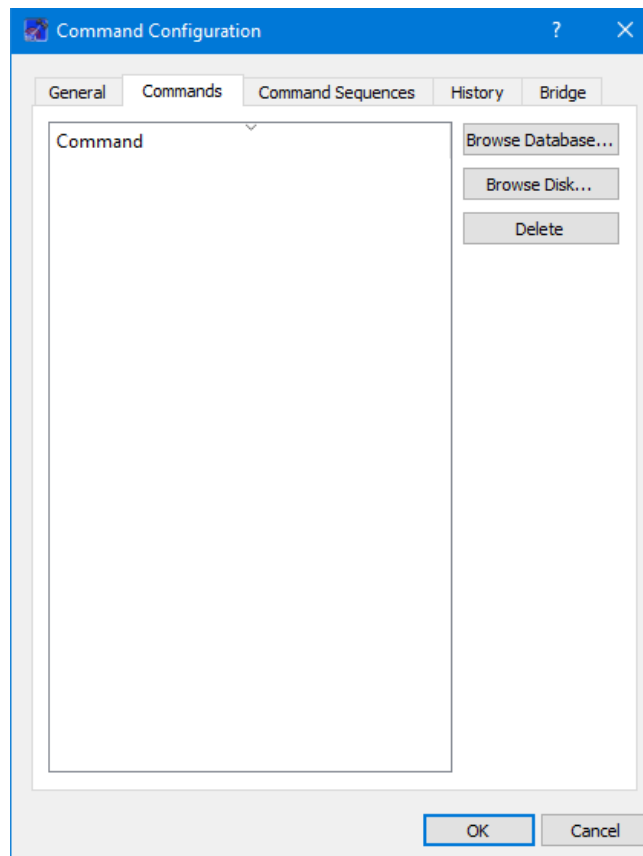 Command Configuration
?
General Commands Command Sequences History Bridge
Command
Browse Database...
Browse Disk...
Delete
OK Cancel